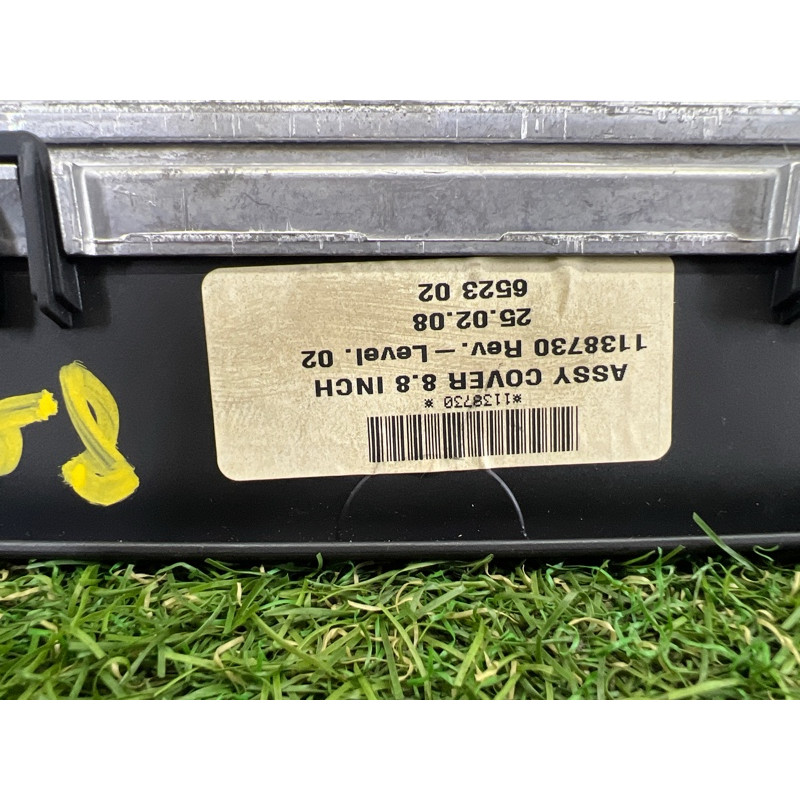 *1138730*
ASSY COVER 8.8 INCH
1138730 Rev.–Level. 02
25.02.08
6523 02